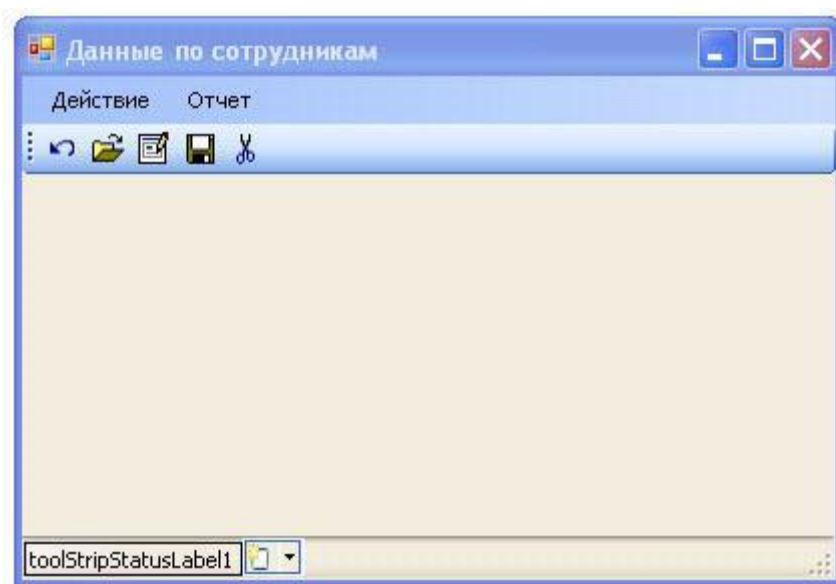 Данные по сотрудникам
Действие Отчет
toolStripStatusLabel1